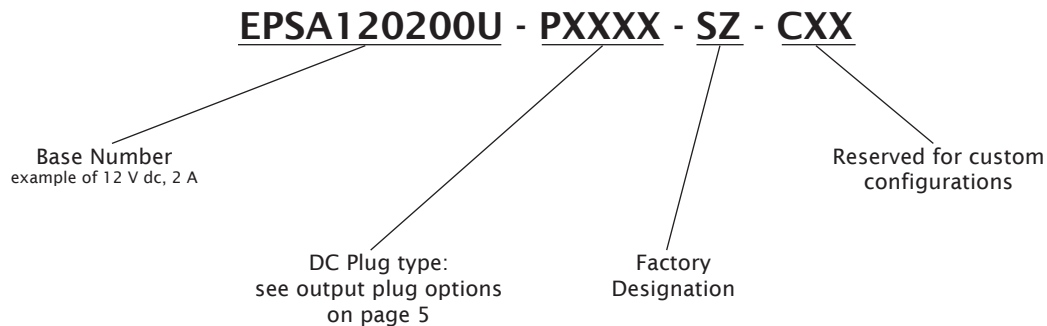 EPSA120200U - PXXXX - SZ - CXX
Base Number
example of 12 V dc, 2 A
Reserved for custom
configurations
DC Plug type:
see output plug options
on page 5
Factory
Designation